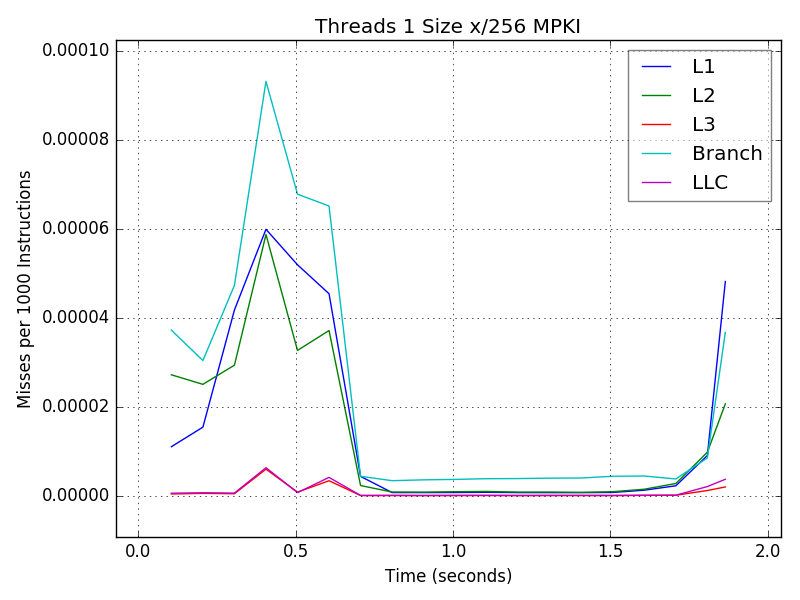 Threads 1 Size x/256 MPKI
0.00010
0.00008
0.00006
0.00004
0.00002
0.00000
Misses per 1000 Instructions
L1
L2
L3
Branch
LLC
0.0
0.5
1.0
1.5
2.0
Time (seconds)